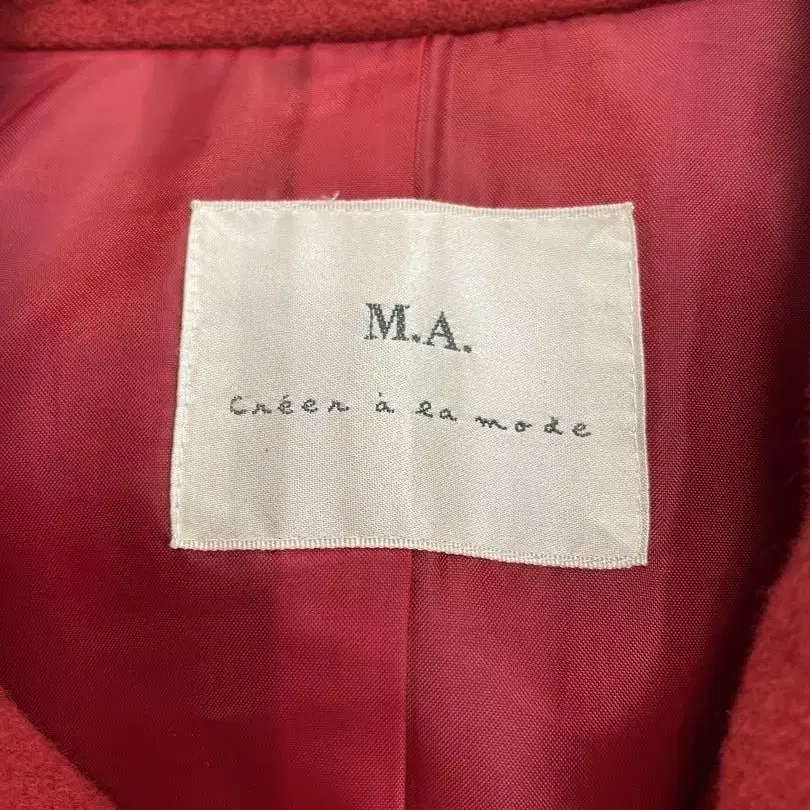 M.A.
Créer à la mode